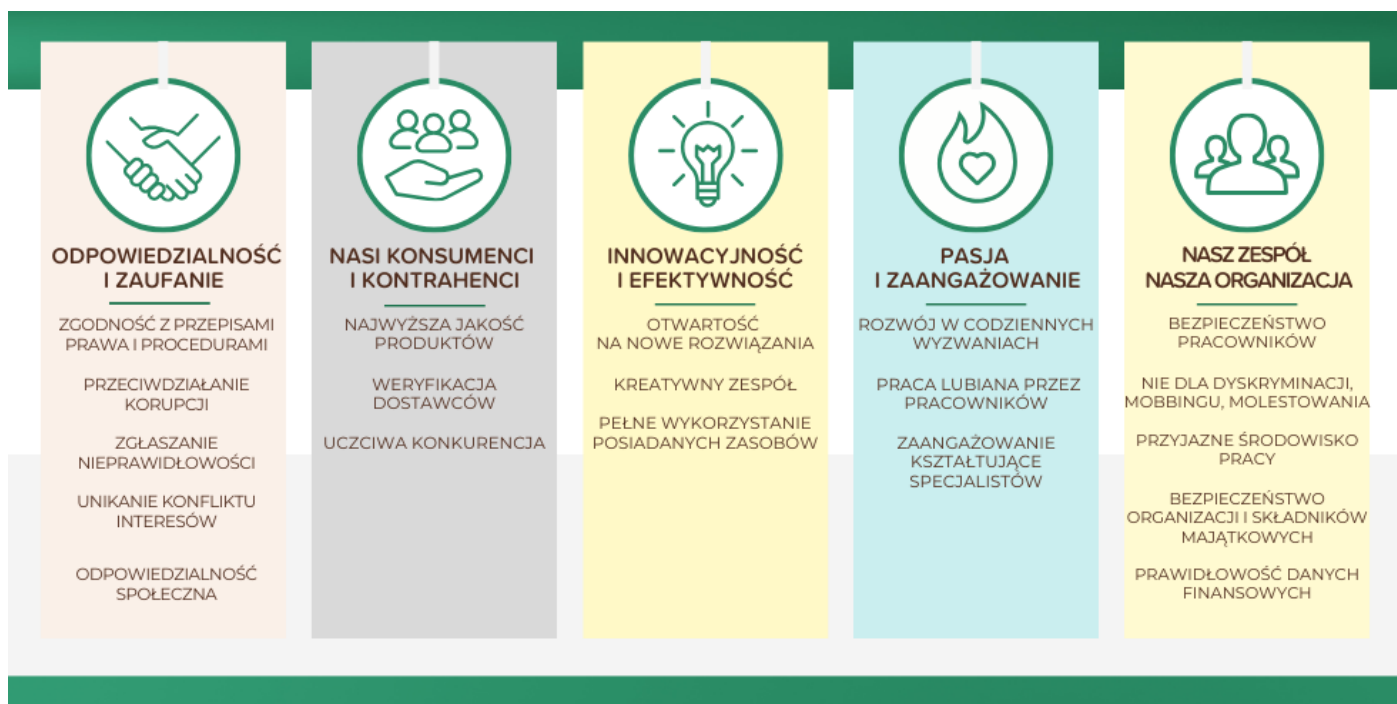 ODPOWIEDZIALNOŚĆ
I ZAUFANIE
ZGODNOŚĆ Z PRZEPISAMI
PRAWA I PROCEDURAMI
PRZECIWDZIAŁANIE
KORUPCJI
ZGŁASZANIE
NIEPRAWIDŁOWOŚCI
UNIKANIE KONFLIKTU
INTERESÓW
ODPOWIEDZIALNOŚĆ
SPOŁECZNA
NASI KONSUMENCI
I KONTRAHENCI
NAJWYŻSZA JAKOŚĆ
PRODUKTÓW
WERYFIKACJA
DOSTAWCÓW
UCZCIWA KONKURENCJA
INNOWACYJNOŚĆ
I EFEKTYWNOŚĆ
OTWARTOŚĆ
NA NOWE ROZWIĄZANIA
KREATYWNY ZESPÓŁ
PEŁNE WYKORZYSTANIE
POSIADANYCH ZASOBÓW
PASJA
I ZAANGAŻOWANIE
ROZWÓJ W CODZIENNYCH
WYZWANIACH
PRACA LUBIANA PRZEZ
PRACOWNIKÓW
ZAANGAŻOWANIE
KSZTAŁTUJĄCE
SPECJALISTÓW
NASZ ZESPÓŁ
NASZA ORGANIZACJA
BEZPIECZEŃSTWO
PRACOWNIKÓW
NIE DLA DYSKRYMINACJI,
MOBBINGU, MOLESTOWANIA
PRZYJAZNE ŚRODOWISKO
PRACY
BEZPIECZEŃSTWO
ORGANIZACJI I SKŁADNIKÓW
MAJĄTKOWYCH
PRAWIDŁOWOŚĆ DANYCH
FINANSOWYCH